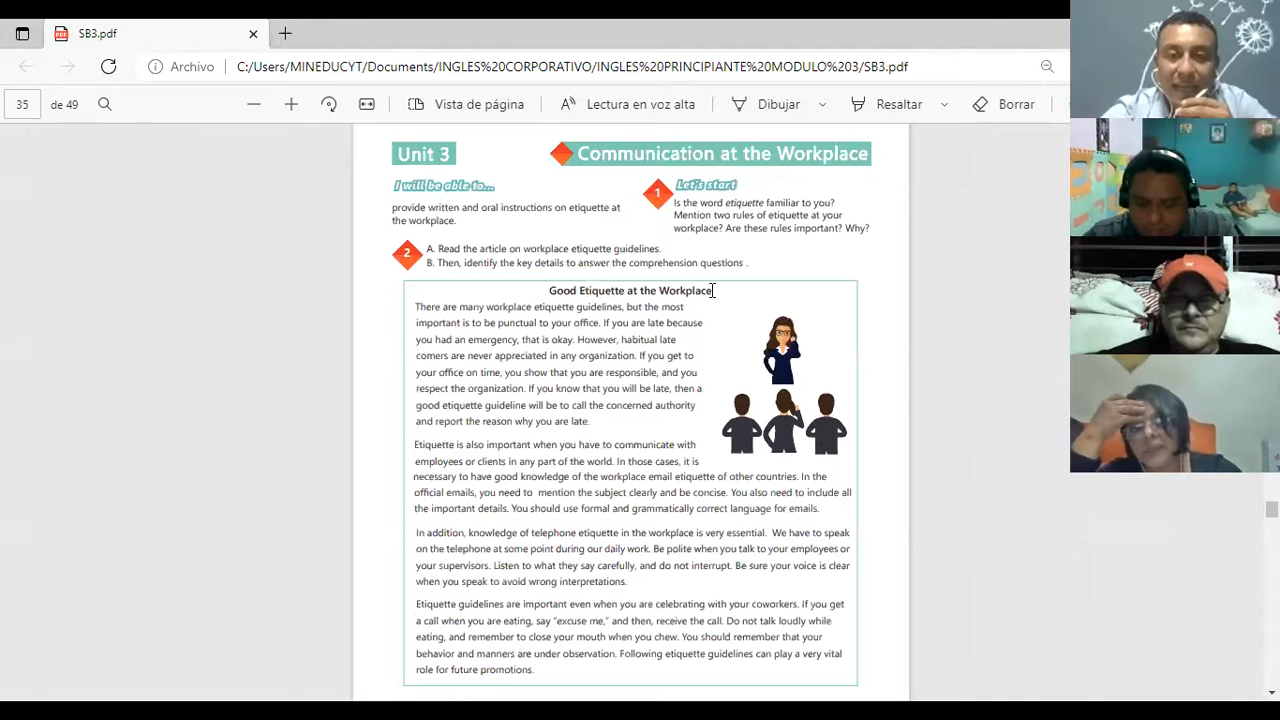 SB3.pdf
Archivo
C:/Users/MINEDUCYT/Documents/INGLES%20CORPORATIVO/INGLES%20PRINCIPIANTE%20MODULO%203/SB3.pdf
35
de 49
Vista de página
Lectura en voz alta
Dibujar
Resaltar
Borrar
Unit 3
Communication at the Workplace
I will be able to...
provide written and oral instructions on etiquette at
the workplace.
1
Let's start
Is the word etiquette familiar to you?
Mention two rules of etiquette at your
workplace? Are these rules important? Why?
2
A. Read the article on workplace etiquette guidelines.
B. Then, identify the key details to answer the comprehension questions .
Good Etiquette at the Workplace
There are many workplace etiquette guidelines, but the most
important is to be punctual to your office. If you are late because
you had an emergency, that is okay. However, habitual late
comers are never appreciated in any organization. If you get to
your office on time, you show that you are responsible, and you
respect the organization. If you know that you will be late, then a
good etiquette guideline will be to call the concerned authority
and report the reason why you are late.
Etiquette is also important when you have to communicate with
employees or clients in any part of the world. In those cases, it is
necessary to have good knowledge of the workplace email etiquette of other countries. In the
official emails, you need to mention the subject clearly and be concise. You also need to include all
the important details. You should use formal and grammatically correct language for emails.
In addition, knowledge of telephone etiquette in the workplace is very essential. We have to speak
on the telephone at some point during our daily work. Be polite when you talk to your employees or
your supervisors. Listen to what they say carefully, and do not interrupt. Be sure your voice is clear
when you speak to avoid wrong interpretations.
Etiquette guidelines are important even when you are celebrating with your coworkers. If you get
a call when you are eating, say “excuse me,” and then, receive the call. Do not talk loudly while
eating, and remember to close your mouth when you chew. You should remember that your
behavior and manners are under observation. Following etiquette guidelines can play a very vital
role for future promotions.